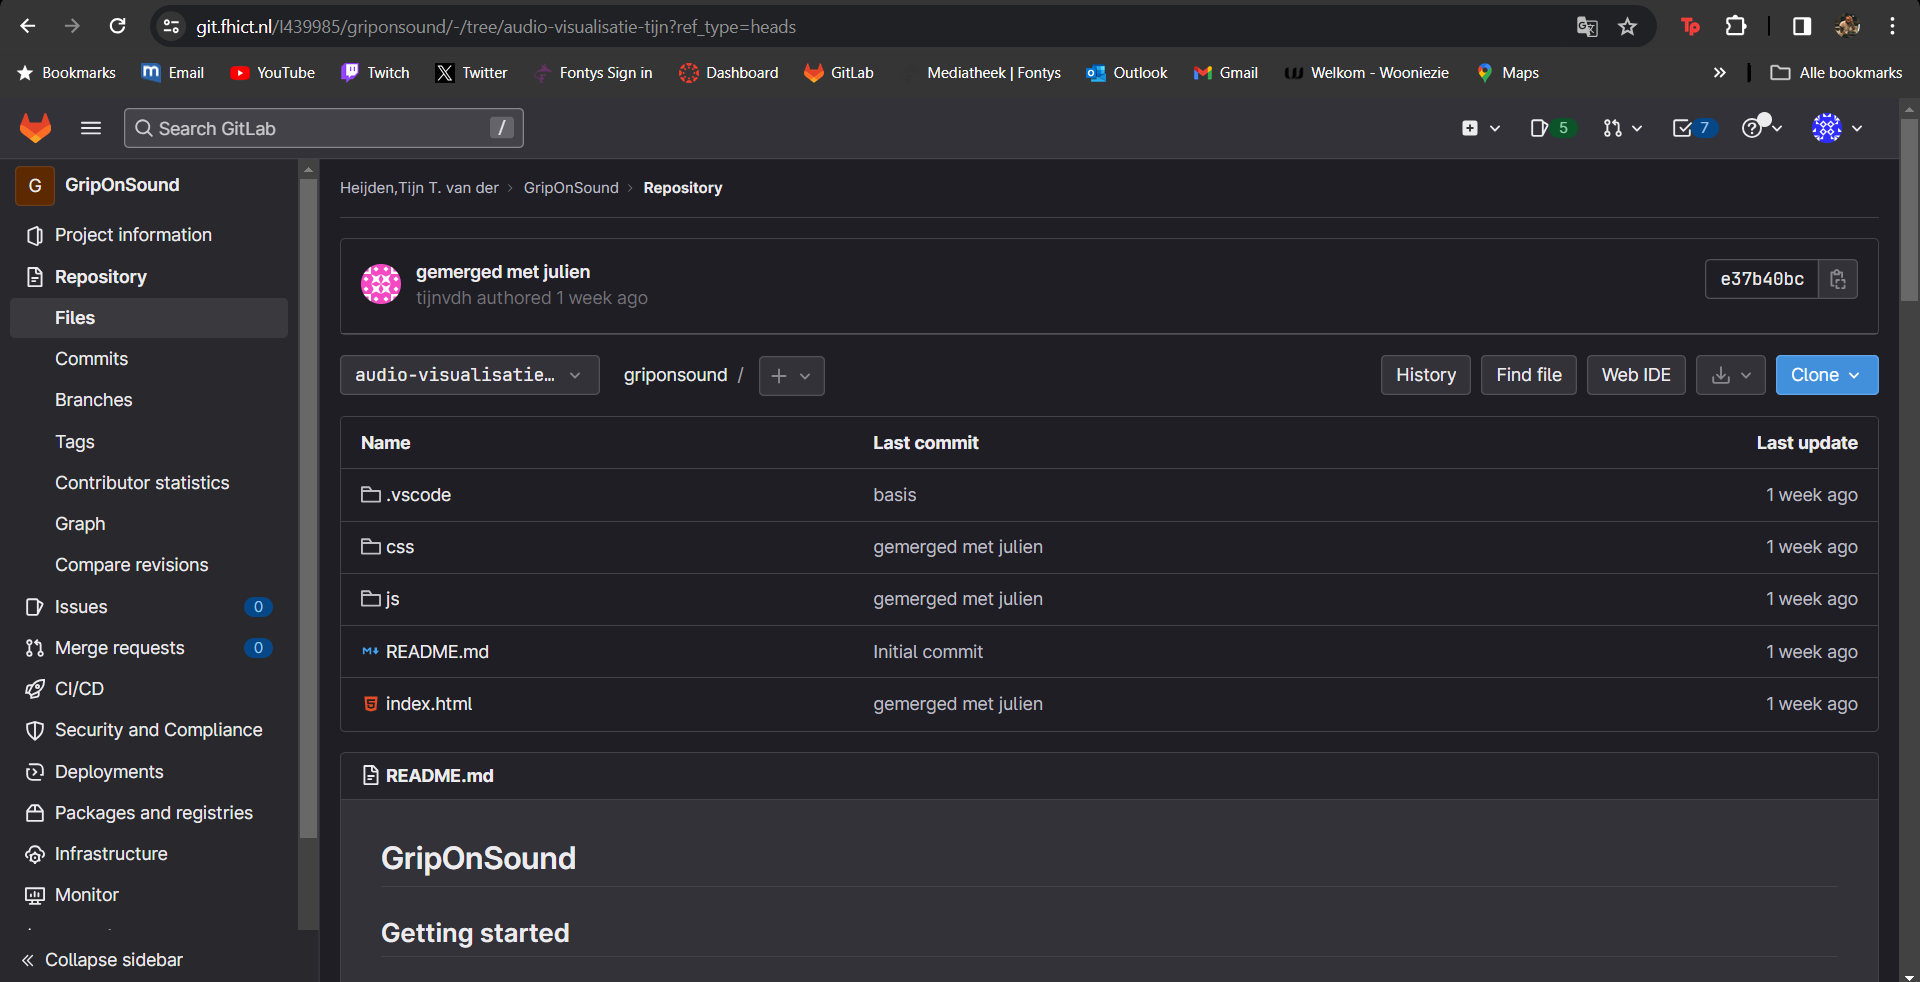 git.fhict.nl/I439985/griponsound/-/tree/audio-visualisatie-tijn?ref_type=heads
Tp
Bookmarks
Email
YouTube
Twitch
Twitter
Fontys Sign in
Dashboard
GitLab
Mediatheek | Fontys
Outlook
Gmail
Welkom - Wooniezie
Maps
Alle bookmarks
Search GitLab
/
5
7
G
GripOnSound
Project information
Repository
Files
Commits
Branches
Tags
Contributor statistics
Graph
Compare revisions
Issues
0
Merge requests
0
CI/CD
Security and Compliance
Deployments
Packages and registries
Infrastructure
Monitor
Collapse sidebar
Heijden,Tijn T. van der › GripOnSound › Repository
gemerged met julien
tijnvdh authored 1 week ago
e37b40bc
audio-visualisatie…
griponsound /
History
Find file
Web IDE
Clone
Name Last commit Last update
.vscode basis 1 week ago
css gemerged met julien 1 week ago
js gemerged met julien 1 week ago
README.md Initial commit 1 week ago
index.html gemerged met julien 1 week ago
README.md
GripOnSound
Getting started